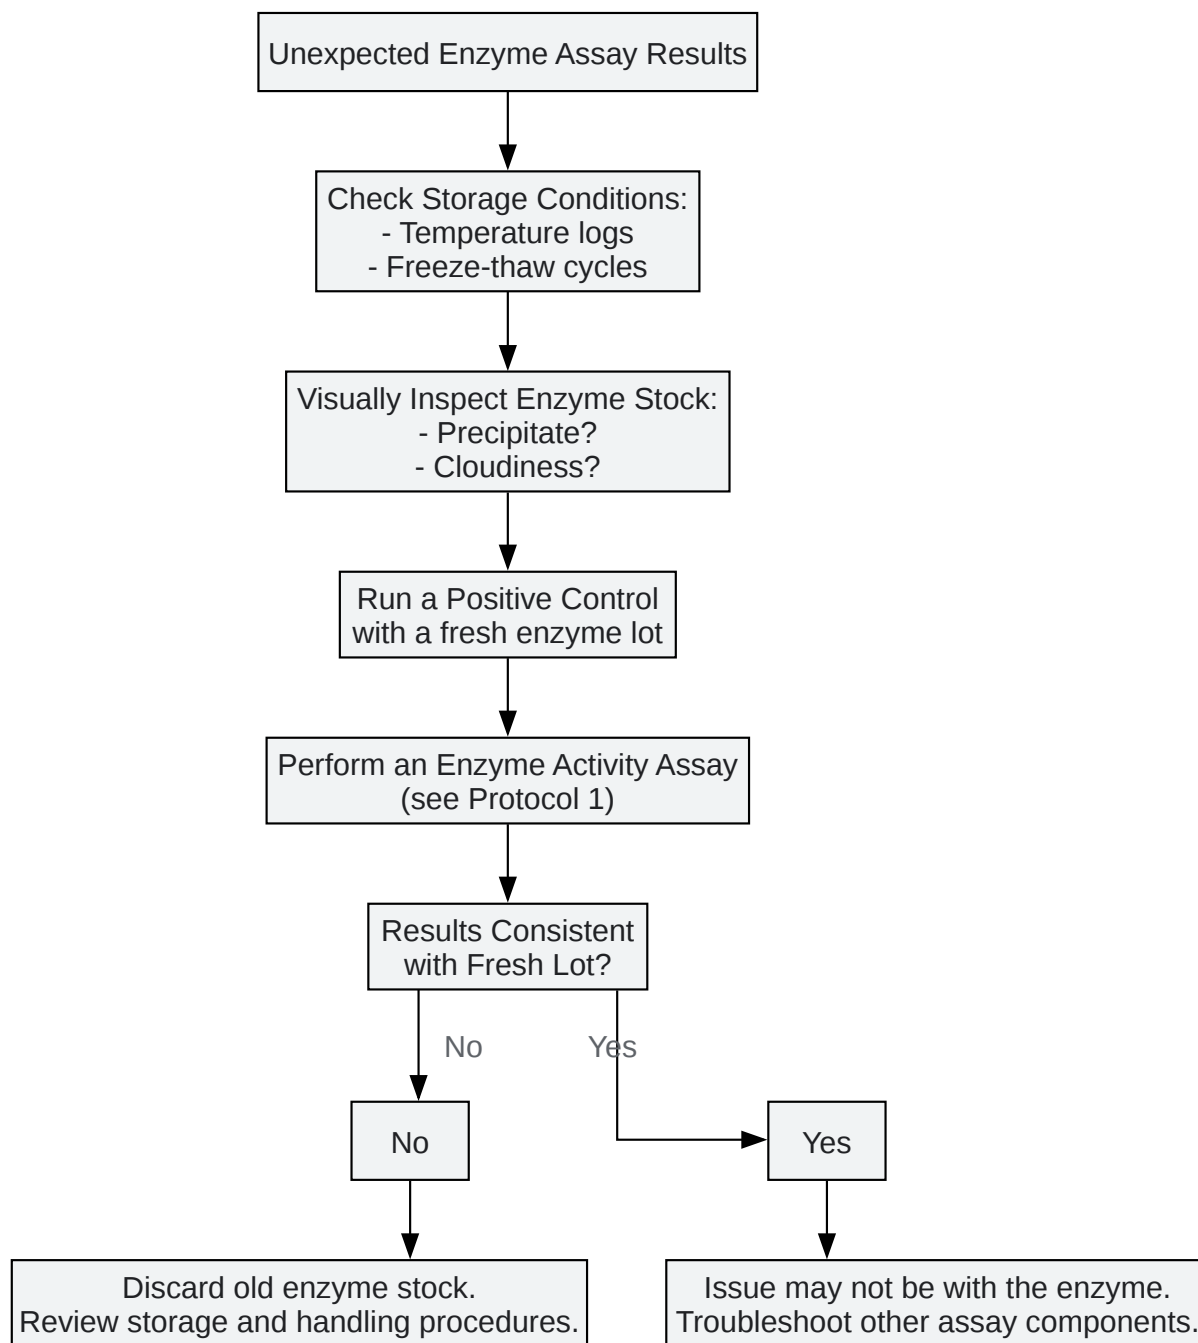 Unexpected Enzyme Assay Results
Check Storage Conditions:
- Temperature logs
- Freeze-thaw cycles
Visually Inspect Enzyme Stock:
- Precipitate?
- Cloudiness?
Run a Positive Control
with a fresh enzyme lot
Perform an Enzyme Activity Assay
(see Protocol 1)
Results Consistent
with Fresh Lot?
No
Yes
No
Yes
Discard old enzyme stock.
Review storage and handling procedures.
Issue may not be with the enzyme.
Troubleshoot other assay components.